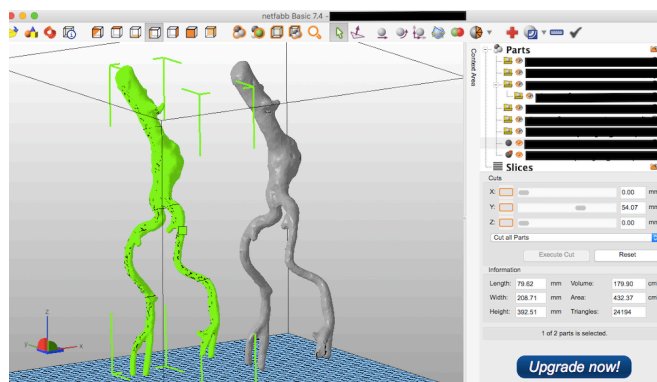 netfabb Basic 7.4 -
Context Area
Parts
Slices
Cuts
X: 0.00 mm
Y: 54.07 mm
Z: 0.00 mm
Cut all Parts
Execute Cut Reset
Information
Length: 79.62 mm Volume: 179.90 cm
Width: 208.71 mm Area: 432.37 cm
Height: 392.51 mm Triangles: 24194
1 of 2 parts is selected.
Upgrade now!
z
y
x